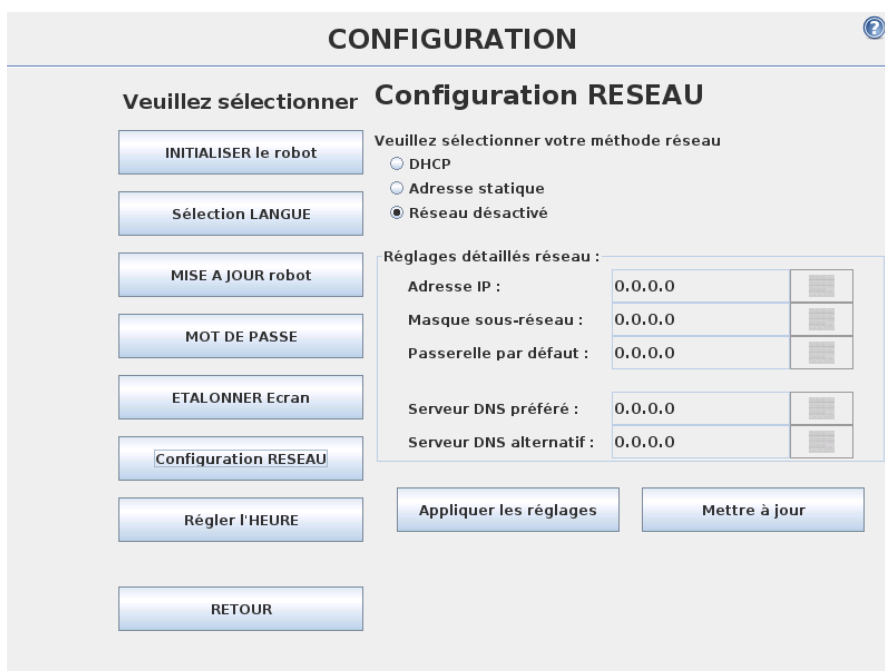 CONFIGURATION
?
Veuillez sélectionner
INITIALISER le robot
Sélection LANGUE
MISE A JOUR robot
MOT DE PASSE
ETALONNER Ecran
Configuration RESEAU
Régler l'HEURE
RETOUR
Configuration RESEAU
Veuillez sélectionner votre méthode réseau
DHCP
Adresse statique
Réseau désactivé
Réglages détaillés réseau :
Adresse IP : 0.0.0.0
Masque sous-réseau : 0.0.0.0
Passerelle par défaut : 0.0.0.0
Serveur DNS préféré : 0.0.0.0
Serveur DNS alternatif : 0.0.0.0
Appliquer les réglages Mettre à jour